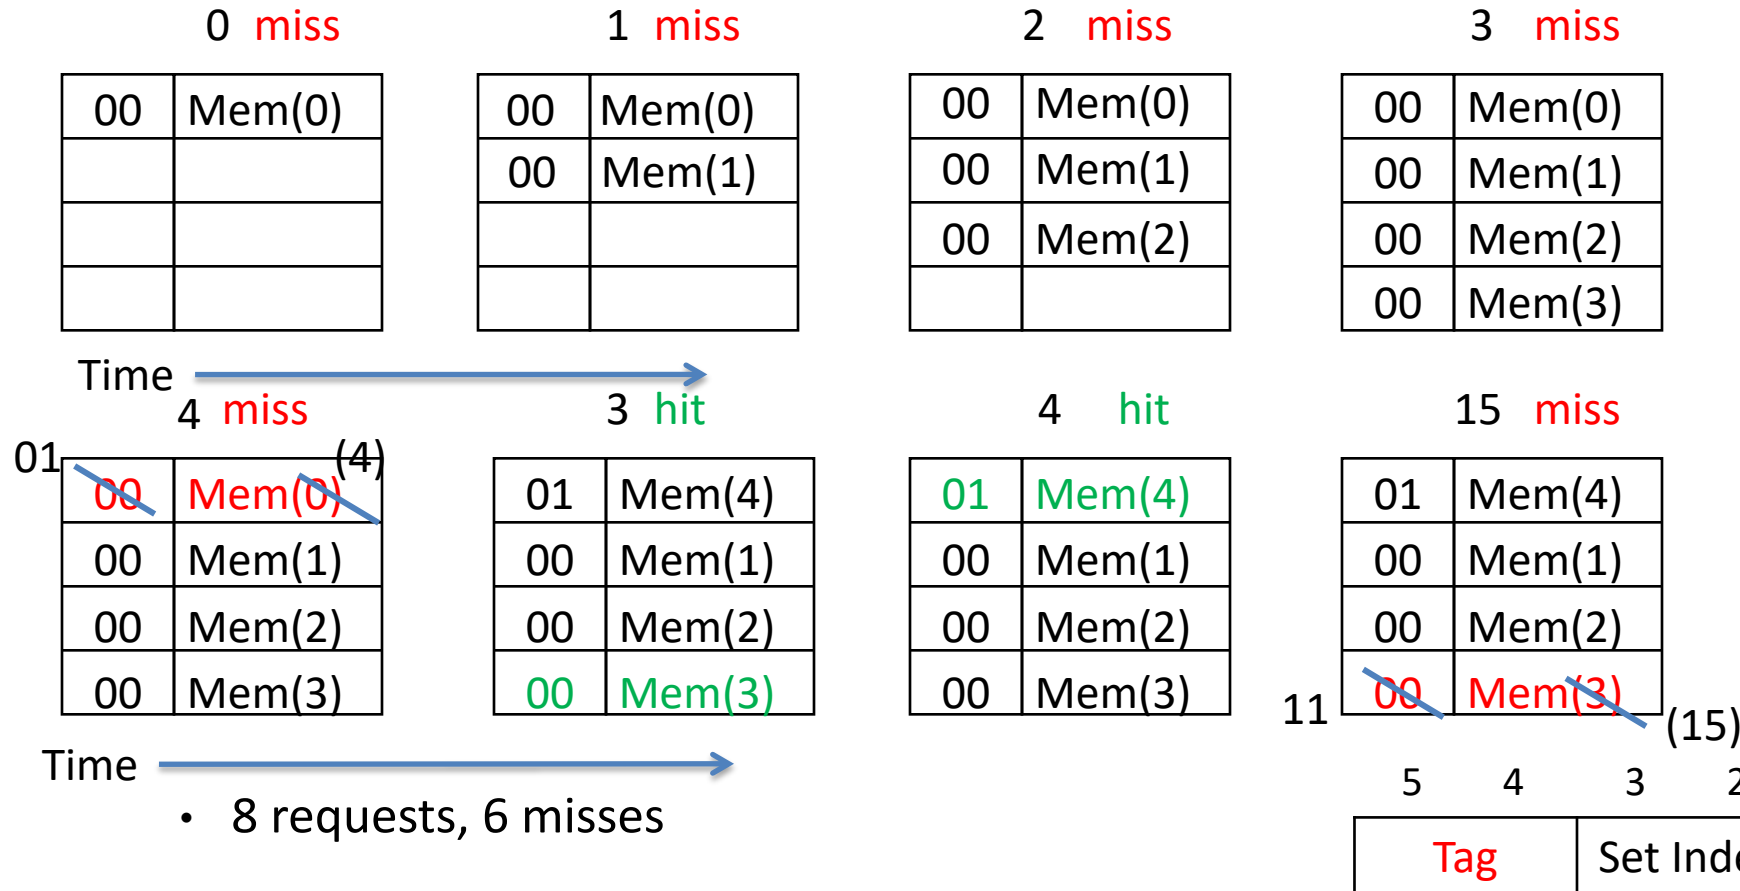 0 miss 1 miss 2 miss 3 miss
00 Mem(0) 00 Mem(0) 00 Mem(0) 00 Mem(0)
00 Mem(1) 00 Mem(1) 00 Mem(1)
00 Mem(2) 00 Mem(2)
00 Mem(3)
Time
4 miss 3 hit 4 hit 15 miss
01 (4)
00 Mem(0) 01 Mem(4) 01 Mem(4) 01 Mem(4)
00 Mem(1) 00 Mem(1) 00 Mem(1) 00 Mem(1)
00 Mem(2) 00 Mem(2) 00 Mem(2) 00 Mem(2)
00 Mem(3) 00 Mem(3) 00 Mem(3) 00 Mem(3)
11 (15)
Time
5 4 3 2
• 8 requests, 6 misses
Tag Set Inde